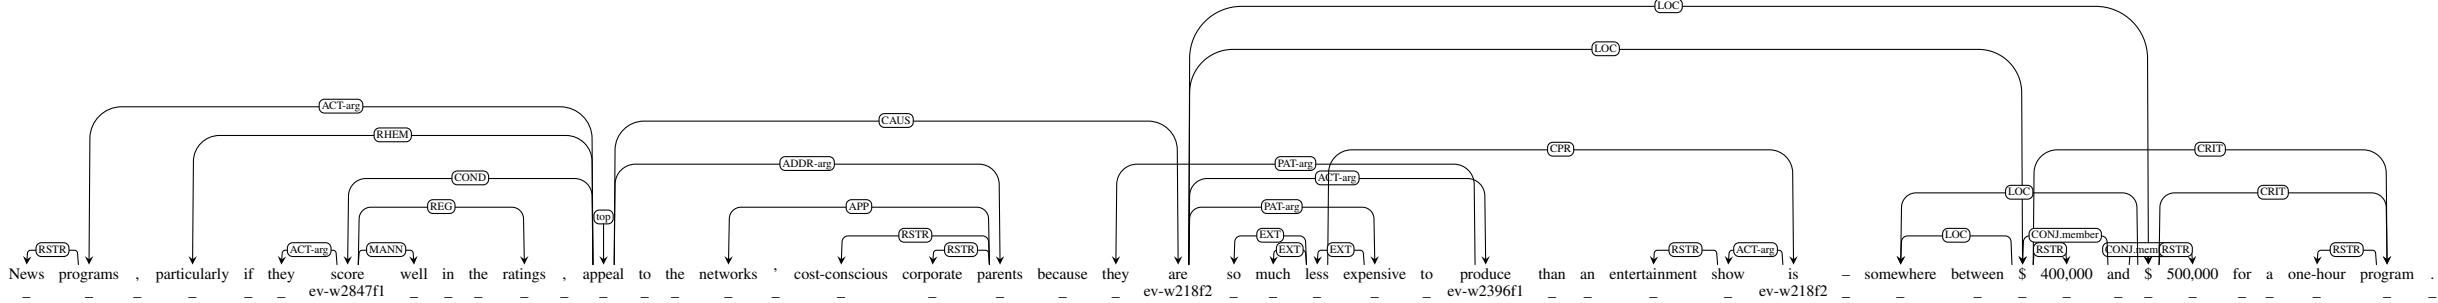 LOC
LOC
ACT-arg
CAUS
RHEM
CPR
CRIT
ADDR-arg
PAT-arg
COND
ACT-arg
LOC
CRIT
REG
APP
PAT-arg
top
RSTR
EXT
LOC
CONJ.member
RSTR
ACT-arg
MANN
RSTR
EXT
EXT
RSTR
ACT-arg
RSTR
CONJ.mem
RSTR
RSTR
News programs , particularly if they score well in the ratings , appeal to the networks ' cost-conscious corporate parents because they are so much less expensive to produce than an entertainment show is – somewhere between $ 400,000 and $ 500,000 for a one-hour program .
_ _ _ _ _ _ ev-w2847f1 _ _ _ _ _ _ _ _ _ _ _ _ _ _ _ ev-w218f2 _ _ _ _ _ ev-w2396f1 _ _ _ _ ev-w218f2 _ _ _ _ _ _ _ _ _ _ _ _ _